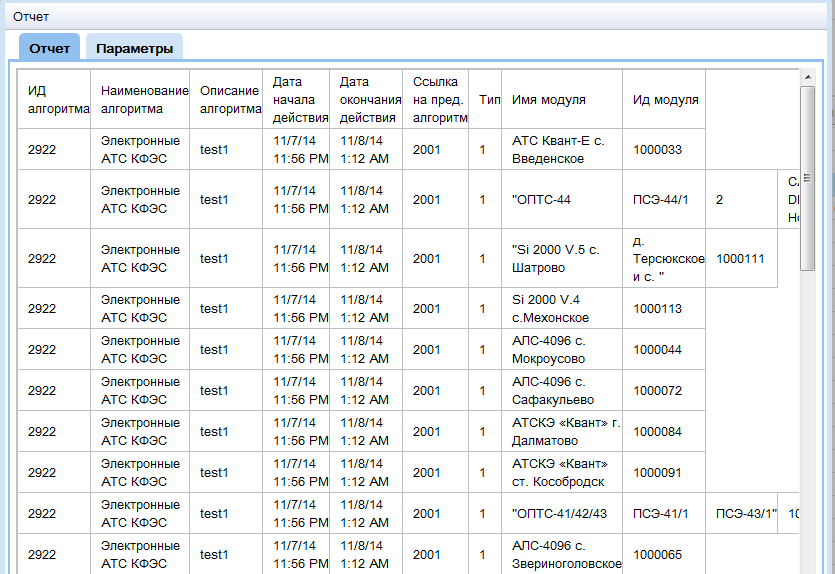 Отчет
Отчет Параметры
ИД алгоритма Наименование алгоритма Описание алгоритма Дата начала действия Дата окончания действия Ссылка на пред. алгоритм Тип Имя модуля Ид модуля
2922 Электронные АТС КФЭС test1 11/7/14 11:56 PM 11/8/14 1:12 AM 2001 1 АТС Квант-Е с. Введенское 1000033
2922 Электронные АТС КФЭС test1 11/7/14 11:56 PM 11/8/14 1:12 AM 2001 1 "ОПТС-44 ПСЭ-44/1 2
2922 Электронные АТС КФЭС test1 11/7/14 11:56 PM 11/8/14 1:12 AM 2001 1 "Si 2000 V.5 с. Шатрово д. Терсюкское и с. " 1000111
2922 Электронные АТС КФЭС test1 11/7/14 11:56 PM 11/8/14 1:12 AM 2001 1 Si 2000 V.4 с.Мехонское 1000113
2922 Электронные АТС КФЭС test1 11/7/14 11:56 PM 11/8/14 1:12 AM 2001 1 АЛС-4096 с. Мокроусово 1000044
2922 Электронные АТС КФЭС test1 11/7/14 11:56 PM 11/8/14 1:12 AM 2001 1 АЛС-4096 с. Сафакульево 1000072
2922 Электронные АТС КФЭС test1 11/7/14 11:56 PM 11/8/14 1:12 AM 2001 1 АТСКЭ «Квант» г. Далматово 1000084
2922 Электронные АТС КФЭС test1 11/7/14 11:56 PM 11/8/14 1:12 AM 2001 1 АТСКЭ «Квант» ст. Кособродск 1000091
2922 Электронные АТС КФЭС test1 11/7/14 11:56 PM 11/8/14 1:12 AM 2001 1 "ОПТС-41/42/43 ПСЭ-41/1 ПСЭ-43/1"
2922 Электронные АТС КФЭС test1 11/7/14 11:56 PM 11/8/14 1:12 AM 2001 1 АЛС-4096 с. Звериноголовское 1000065